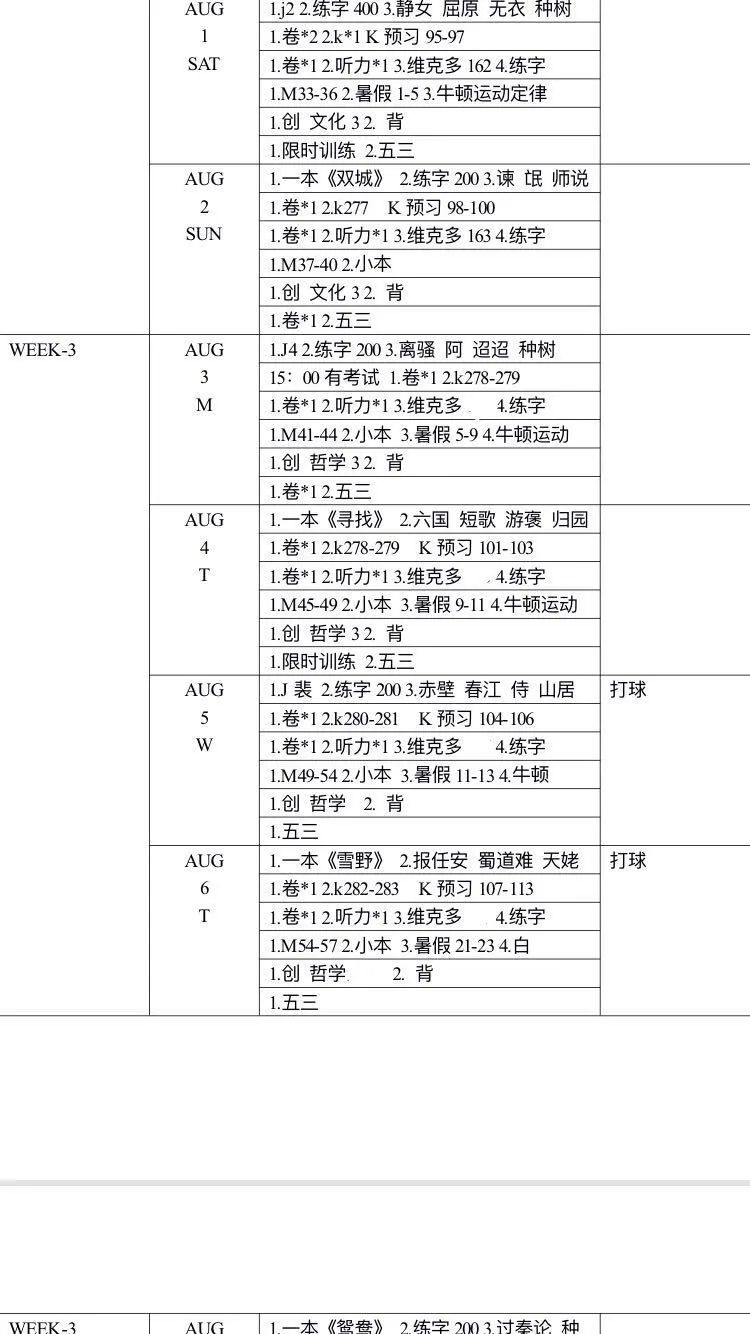 AUG
1
SAT
1.j2 2.练字 400 3.静女 屈原 无衣 种树
1.卷*2 2.k*1 K 预习 95-97
1.卷*1 2.听力*1 3.维克多 162 4.练字
1.M33-36 2.暑假 1-5 3.牛顿运动定律
1.创 文化 3 2. 背
1.限时训练 2.五三
AUG
2
SUN
1.一本《双城》 2.练字 200 3.谏 氓 师说
1.卷*1 2.k277 K 预习 98-100
1.卷*1 2.听力*1 3.维克多 163 4.练字
1.M37-40 2.小本
1.创 文化 3 2. 背
1.卷*1 2.五三
WEEK-3
AUG
3
M
1.J4 2.练字 200 3.离骚 阿 迢迢 种树
15：00 有考试 1.卷*1 2.k278-279
1.卷*1 2.听力*1 3.维克多 4.练字
1.M41-44 2.小本 3.暑假 5-9 4.牛顿运动
1.创 哲学 3 2. 背
1.卷*1 2.五三
AUG
4
T
1.一本《寻找》 2.六国 短歌 游褒 归园
1.卷*1 2.k278-279 K 预习 101-103
1.卷*1 2.听力*1 3.维克多 4.练字
1.M45-49 2.小本 3.暑假 9-11 4.牛顿运动
1.创 哲学 3 2. 背
1.限时训练 2.五三
AUG
5
W
1.J 裴 2.练字 200 3.赤壁 春江 侍 山居
1.卷*1 2.k280-281 K 预习 104-106
1.卷*1 2.听力*1 3.维克多 4.练字
1.M49-54 2.小本 3.暑假 11-13 4.牛顿
1.创 哲学 2. 背
1.五三
打球
AUG
6
T
1.一本《雪野》 2.报任安 蜀道难 天姥
1.卷*1 2.k282-283 K 预习 107-113
1.卷*1 2.听力*1 3.维克多 4.练字
1.M54-57 2.小本 3.暑假 21-23 4.白
1.创 哲学 2. 背
1.五三
打球
WEEK-3
AUG
1.一本《鸳鸯》 2.练字 200 3.过秦论 种